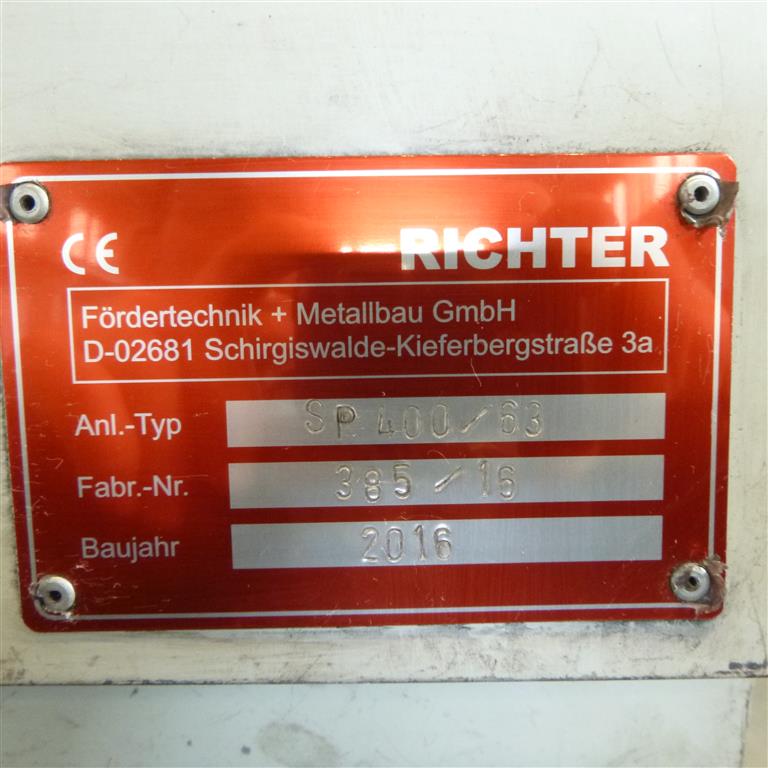 CE RICHTER
Fördertechnik + Metallbau GmbH
D-02681 Schirgiswalde-Kieferbergstraße 3a
Anl.-Typ SP 400/63
Fabr.-Nr. 385/16
Baujahr 2016